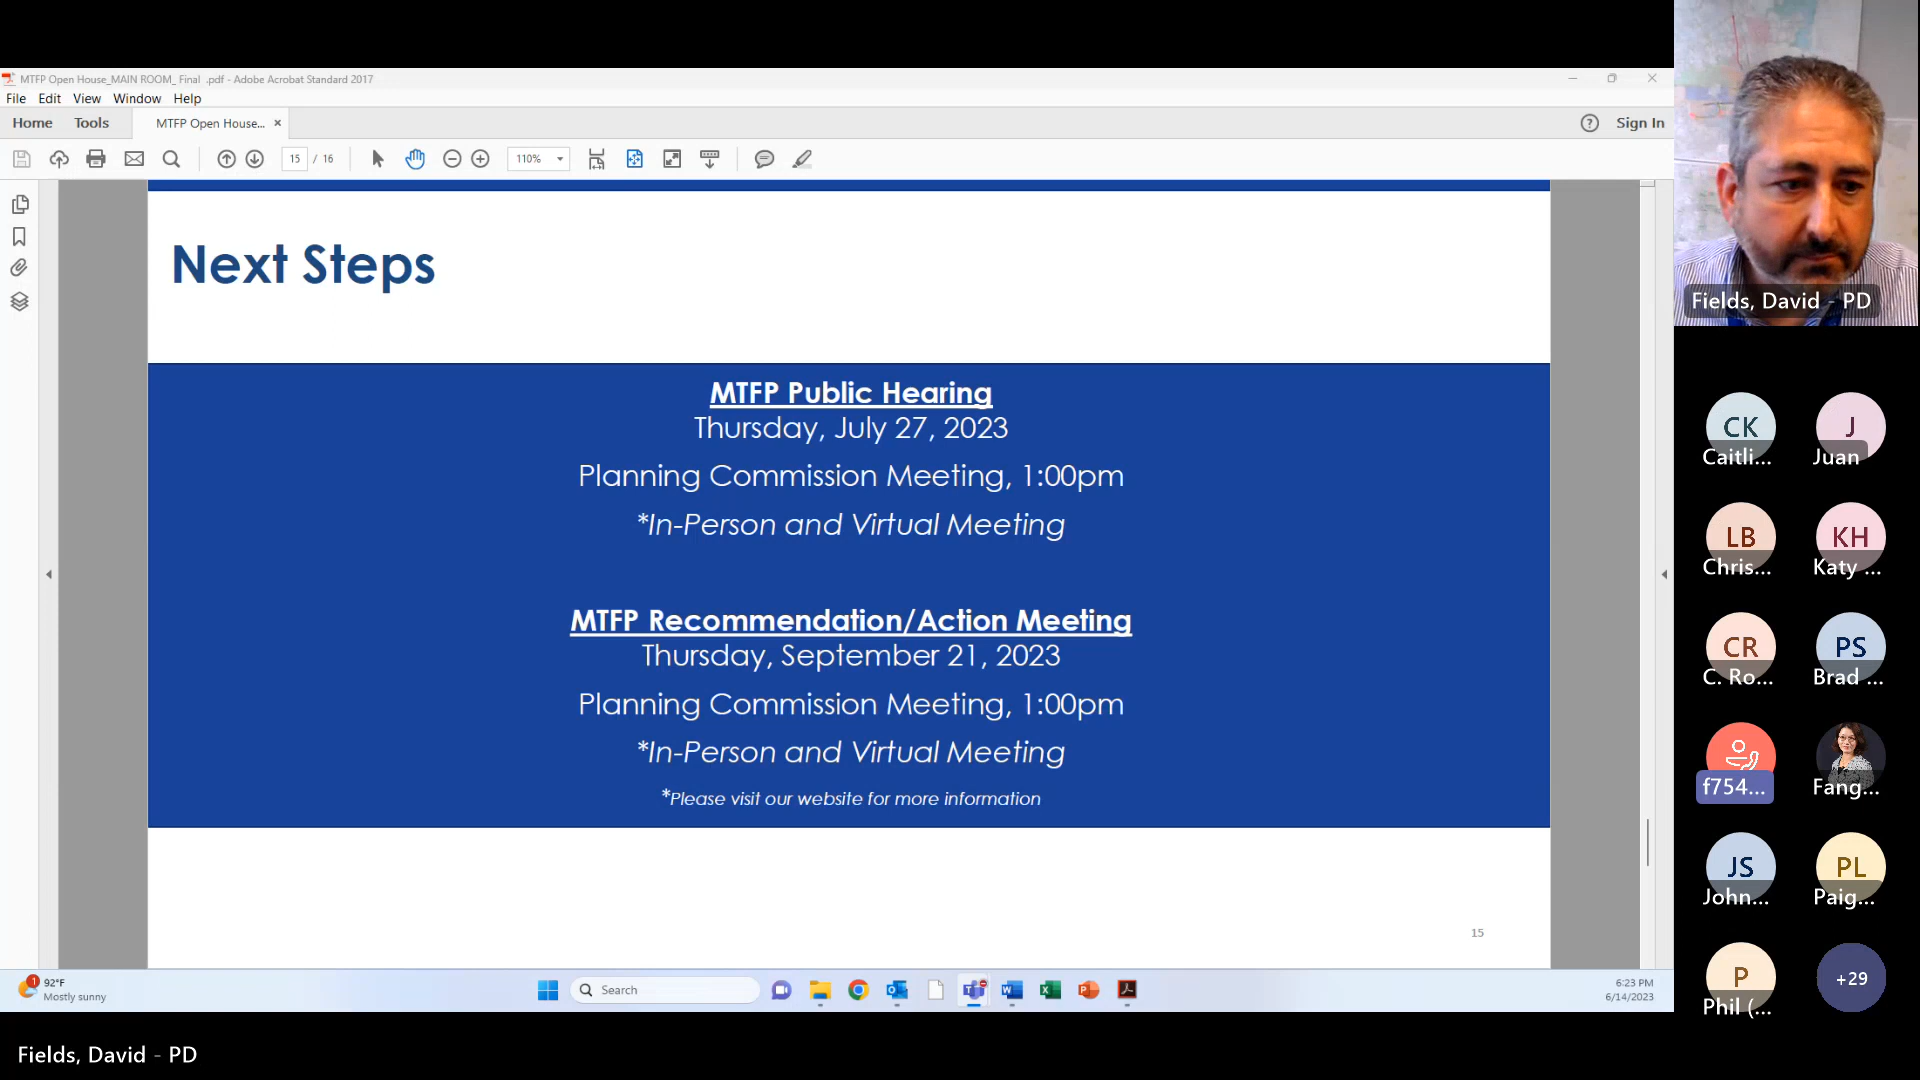 MTFP Open House_MAIN ROOM_ Final .pdf - Adobe Acrobat Standard 2017
File Edit View Window Help
Home Tools MTFP Open House... × ? Sign In
15 / 16 110%
Next Steps
MTFP Public Hearing
Thursday, July 27, 2023
Planning Commission Meeting, 1:00pm
*In-Person and Virtual Meeting
MTFP Recommendation/Action Meeting
Thursday, September 21, 2023
Planning Commission Meeting, 1:00pm
*In-Person and Virtual Meeting
*Please visit our website for more information
15
1
92°F
Mostly sunny
Search
6:23 PM
6/14/2023
Fields, David - PD
CK J
Caitli... Juan
LB KH
Chris... Katy ...
CR PS
C. Ro... Brad ...
f754... Fang...
JS PL
John... Paig...
P +29
Phil (...
Fields, David - PD